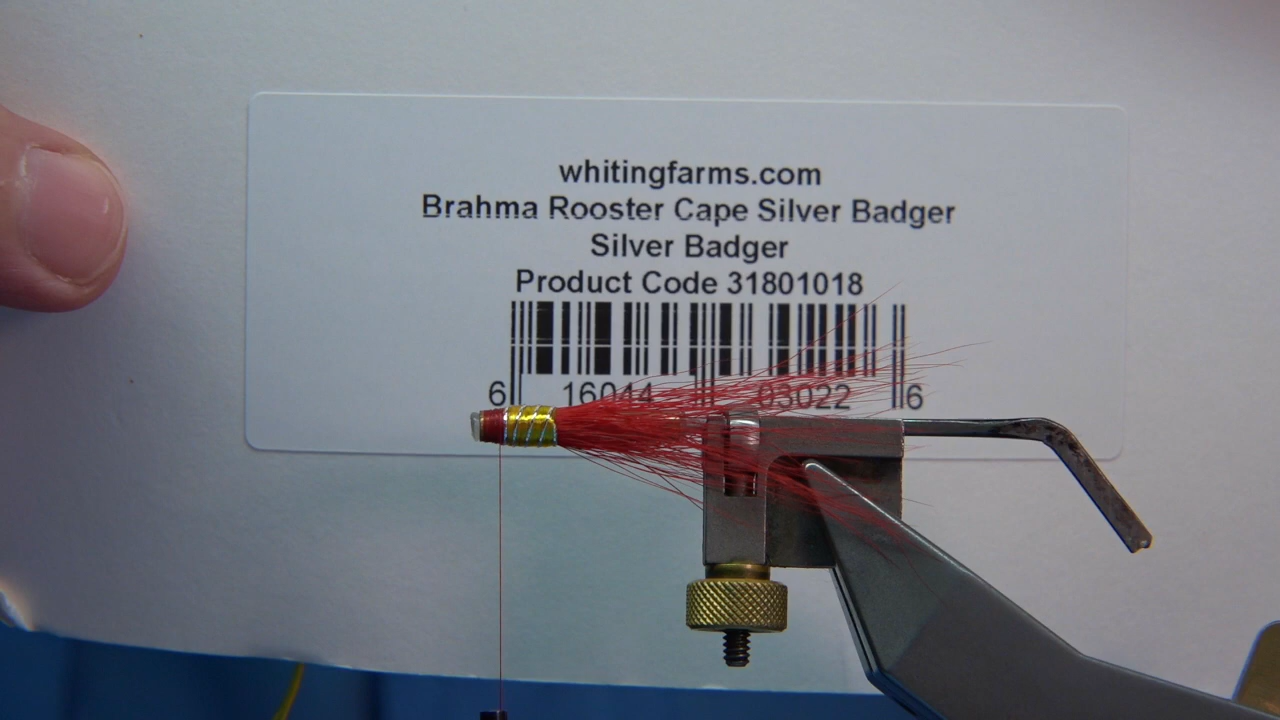 whitingfarms.com
Brahma Rooster Cape Silver Badger
Silver Badger
Product Code 31801018
6 16044 03022 6